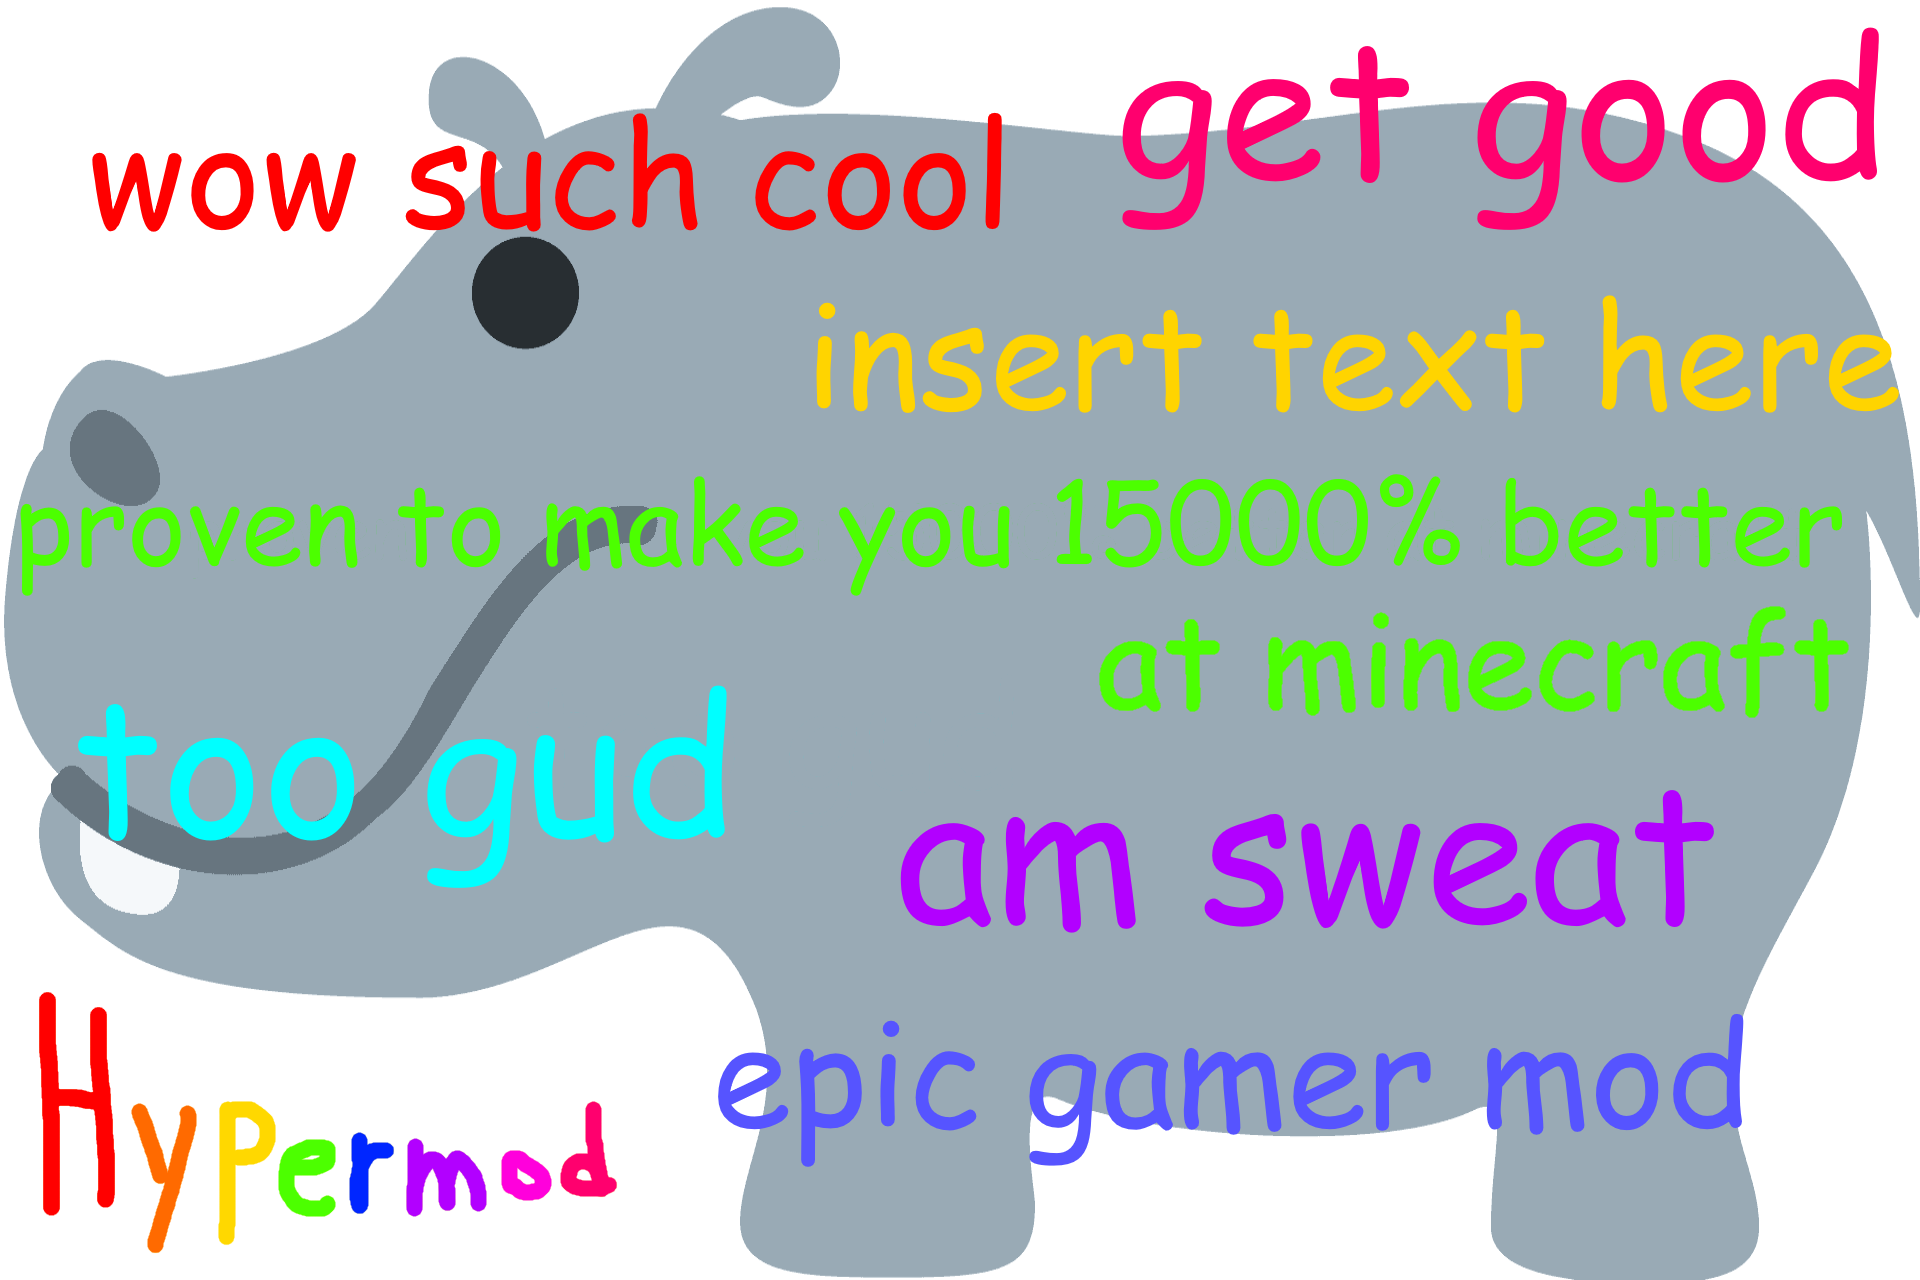 wow such cool
get good
insert text here
proven to make you 15000% better
at minecraft
too gud
am sweat
epic gamer mod
Hypermod